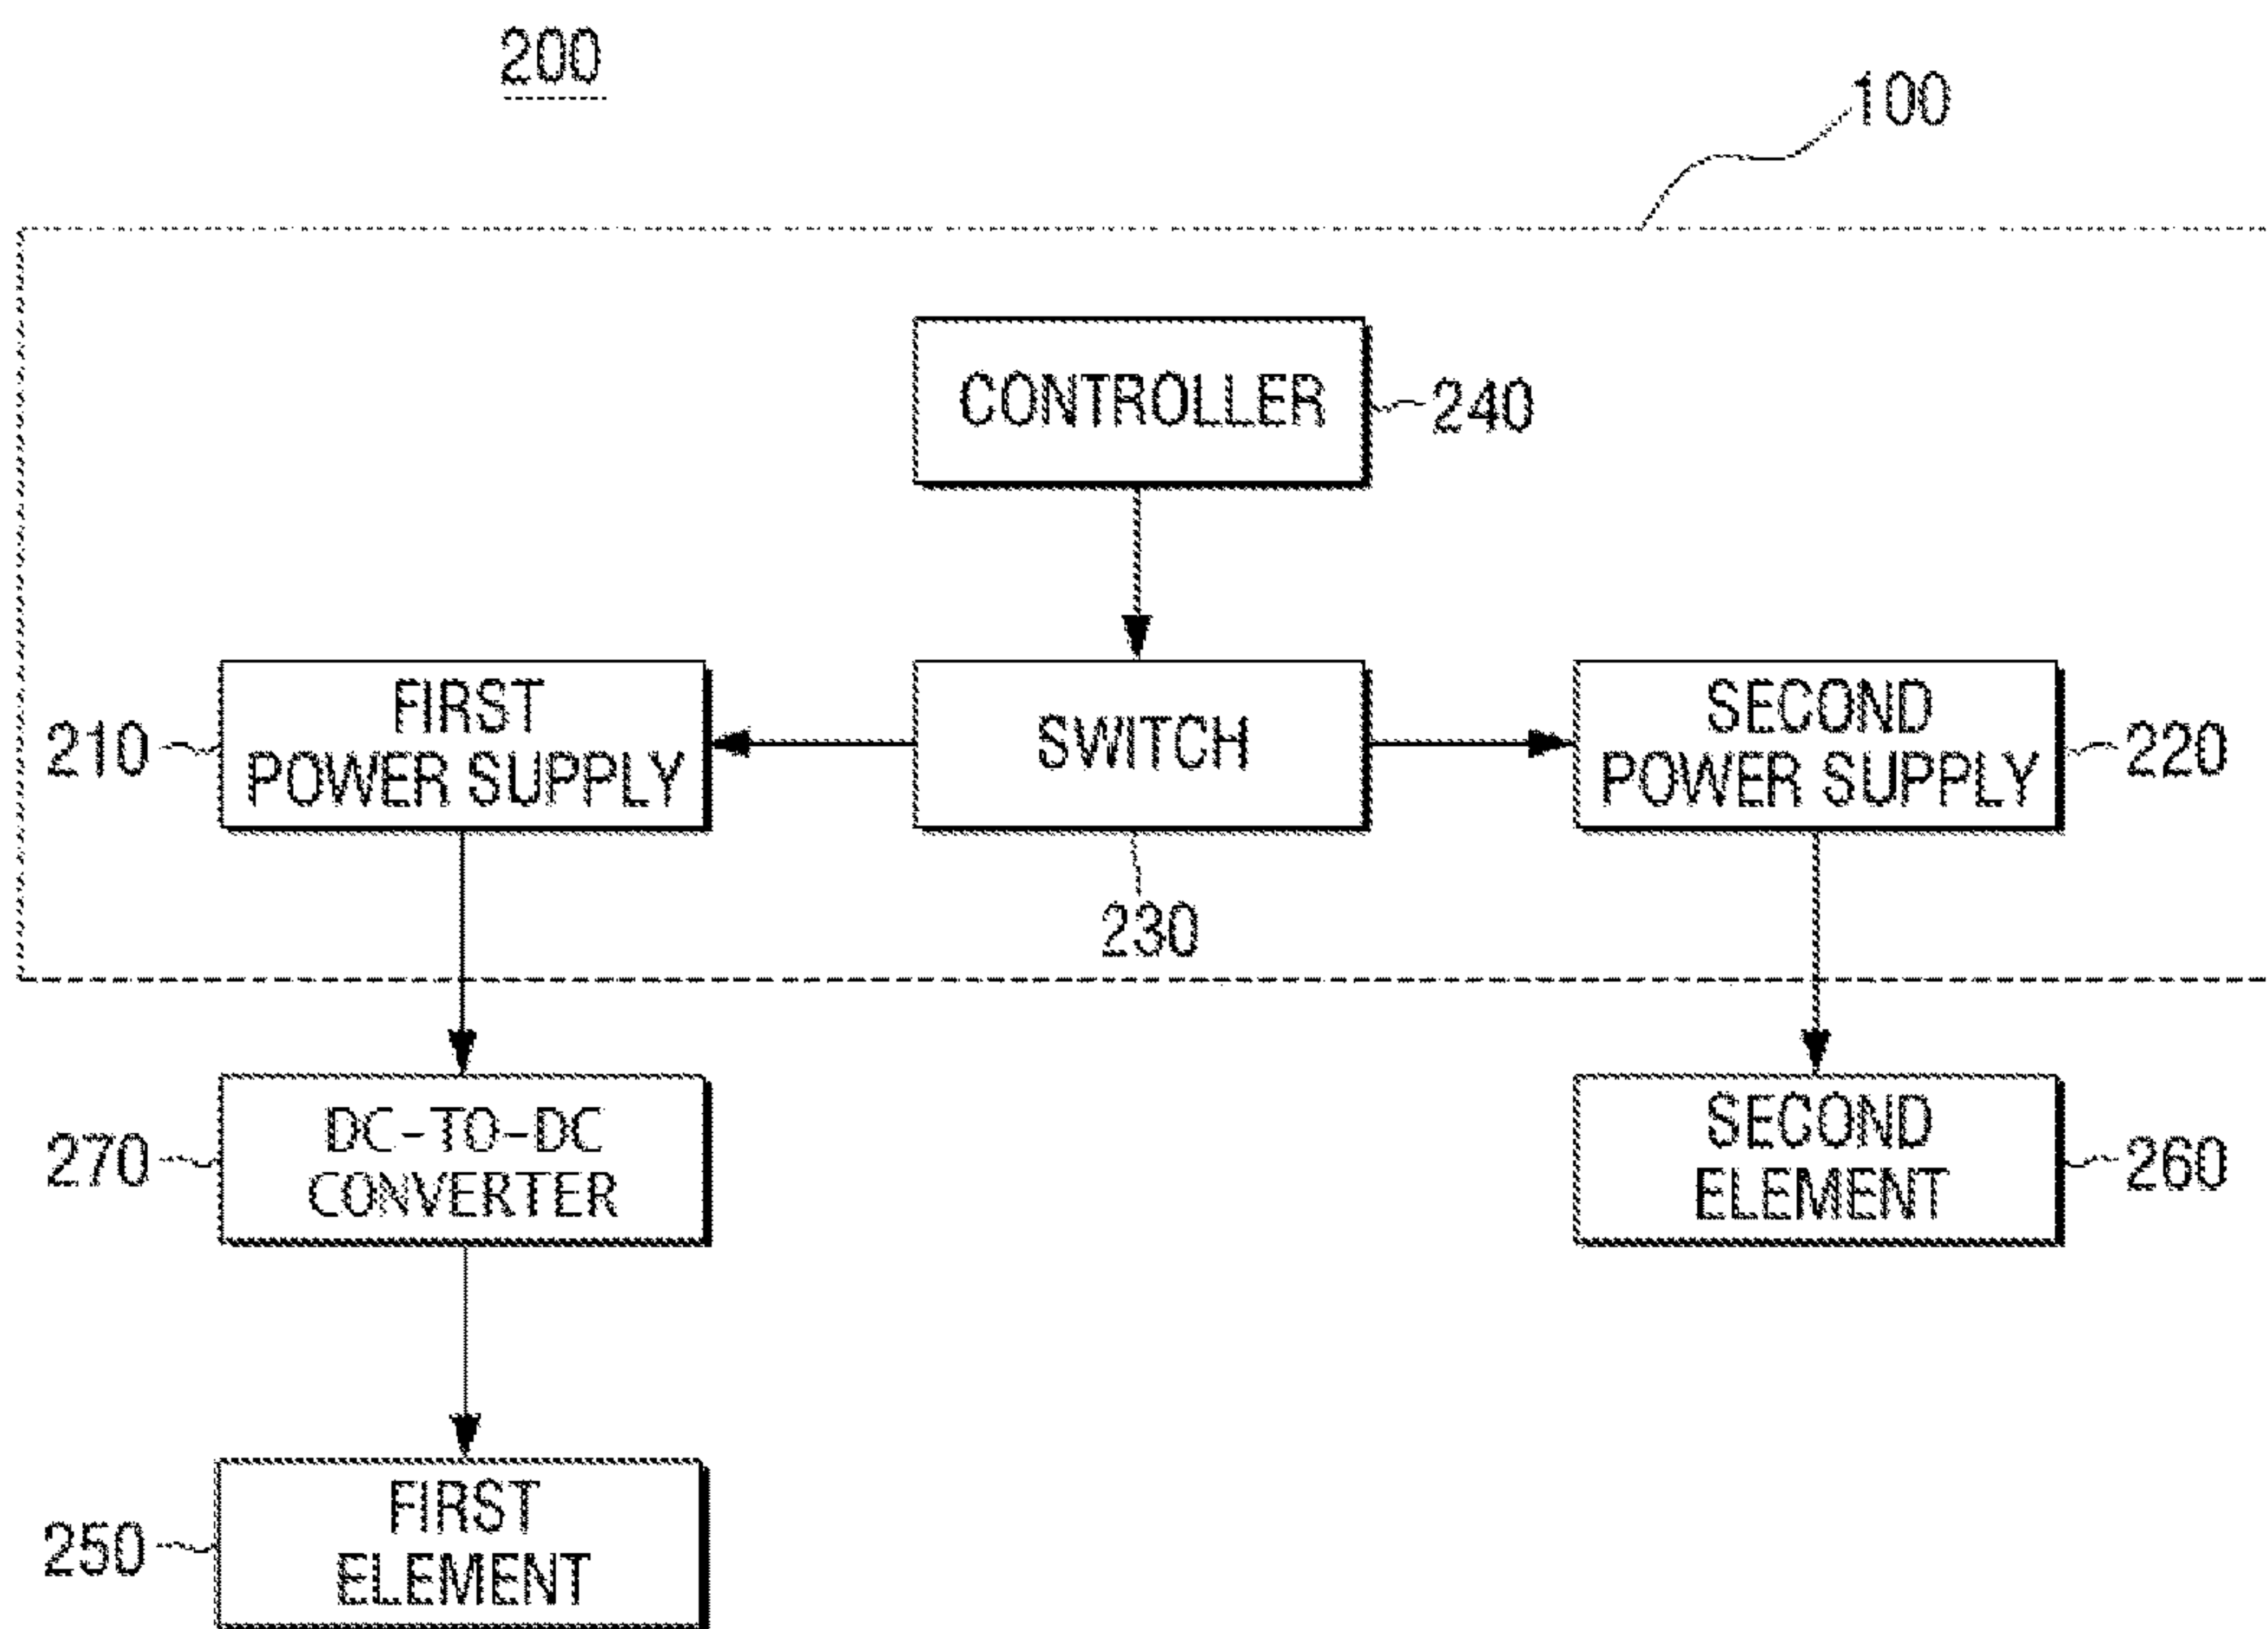 200
100
CONTROLLER
240
FIRST
POWER SUPPLY
210
SWITCH
230
SECOND
POWER SUPPLY
220
DC-TO-DC
CONVERTER
270
SECOND
ELEMENT
260
FIRST
ELEMENT
250